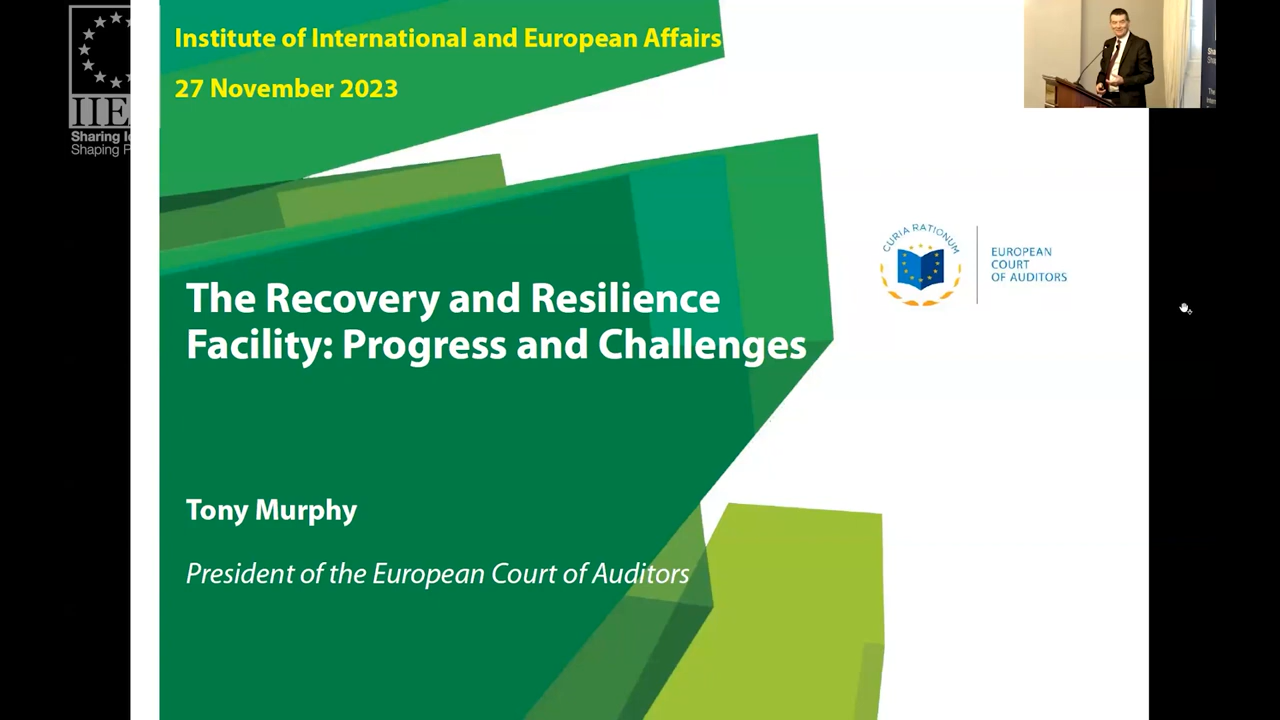 Institute of International and European Affairs
27 November 2023
IIE
Sharing I
Shaping P
The Recovery and Resilience
Facility: Progress and Challenges
CURIA RATIONUM
EUROPEAN
COURT
OF AUDITORS
Tony Murphy
President of the European Court of Auditors